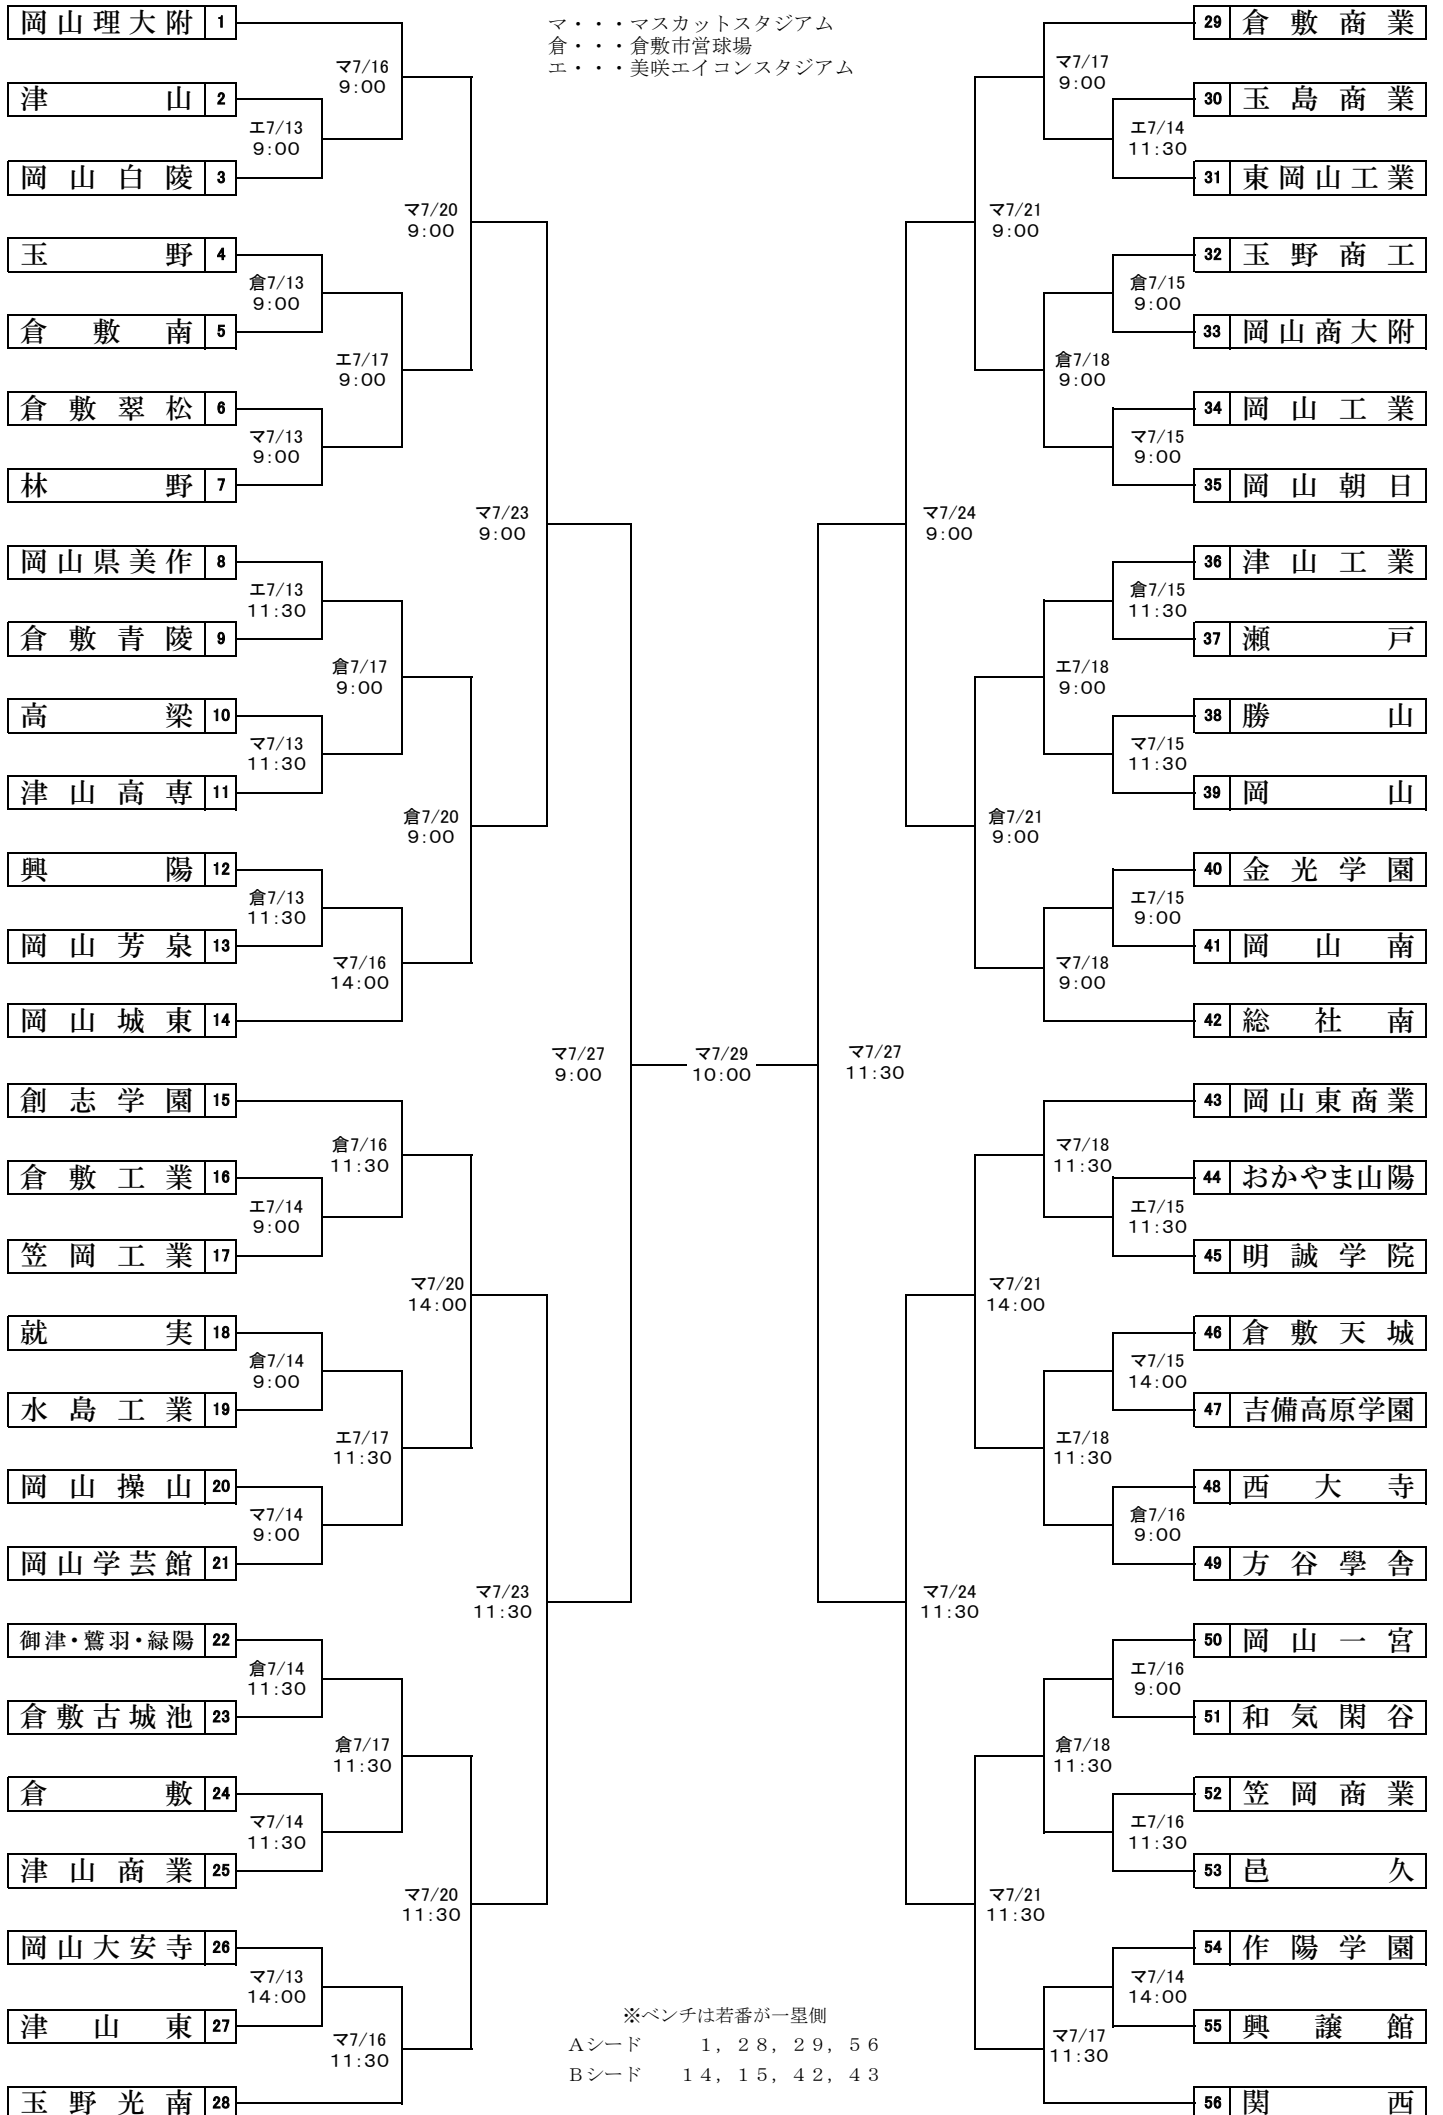 マ・・・マスカットスタジアム
倉・・・倉敷市営球場
エ・・・美咲エイコンスタジアム
岡山理大附 1
津山 2
岡山白陵 3
玉野 4
倉敷南 5
倉敷翠松 6
林野 7
岡山県美作 8
倉敷青陵 9
高梁 10
津山高専 11
興陽 12
岡山芳泉 13
岡山城東 14
創志学園 15
倉敷工業 16
笠岡工業 17
就実 18
水島工業 19
岡山操山 20
岡山学芸館 21
御津・鷲羽・緑陽 22
倉敷古城池 23
倉敷 24
津山商業 25
岡山大安寺 26
津山東 27
玉野光南 28
エ7/13
9:00
倉7/13
9:00
マ7/13
9:00
エ7/13
11:30
マ7/13
11:30
倉7/13
11:30
エ7/14
9:00
倉7/14
9:00
マ7/14
9:00
倉7/14
11:30
マ7/14
11:30
マ7/13
14:00
マ7/16
9:00
エ7/17
9:00
倉7/17
9:00
マ7/16
14:00
倉7/16
11:30
エ7/17
11:30
倉7/17
11:30
マ7/16
11:30
マ7/20
9:00
倉7/20
9:00
マ7/20
14:00
マ7/20
11:30
マ7/23
9:00
マ7/23
11:30
マ7/27
9:00
マ7/29
10:00
マ7/27
11:30
マ7/24
9:00
マ7/24
11:30
マ7/21
9:00
倉7/21
9:00
マ7/21
14:00
マ7/21
11:30
マ7/17
9:00
倉7/18
9:00
エ7/18
9:00
マ7/18
9:00
マ7/18
11:30
エ7/18
11:30
倉7/18
11:30
マ7/17
11:30
エ7/14
11:30
倉7/15
9:00
マ7/15
9:00
倉7/15
11:30
マ7/15
11:30
エ7/15
9:00
エ7/15
11:30
マ7/15
14:00
倉7/16
9:00
エ7/16
9:00
エ7/16
11:30
マ7/14
14:00
29 倉敷商業
30 玉島商業
31 東岡山工業
32 玉野商工
33 岡山商大附
34 岡山工業
35 岡山朝日
36 津山工業
37 瀬戸
38 勝山
39 岡山
40 金光学園
41 岡山南
42 総社南
43 岡山東商業
44 おかやま山陽
45 明誠学院
46 倉敷天城
47 吉備高原学園
48 西大寺
49 方谷學舎
50 岡山一宮
51 和気閑谷
52 笠岡商業
53 邑久
54 作陽学園
55 興譲館
56 関西
※ベンチは若番が一塁側
Aシード 1，28，29，56
Bシード 14，15，42，43